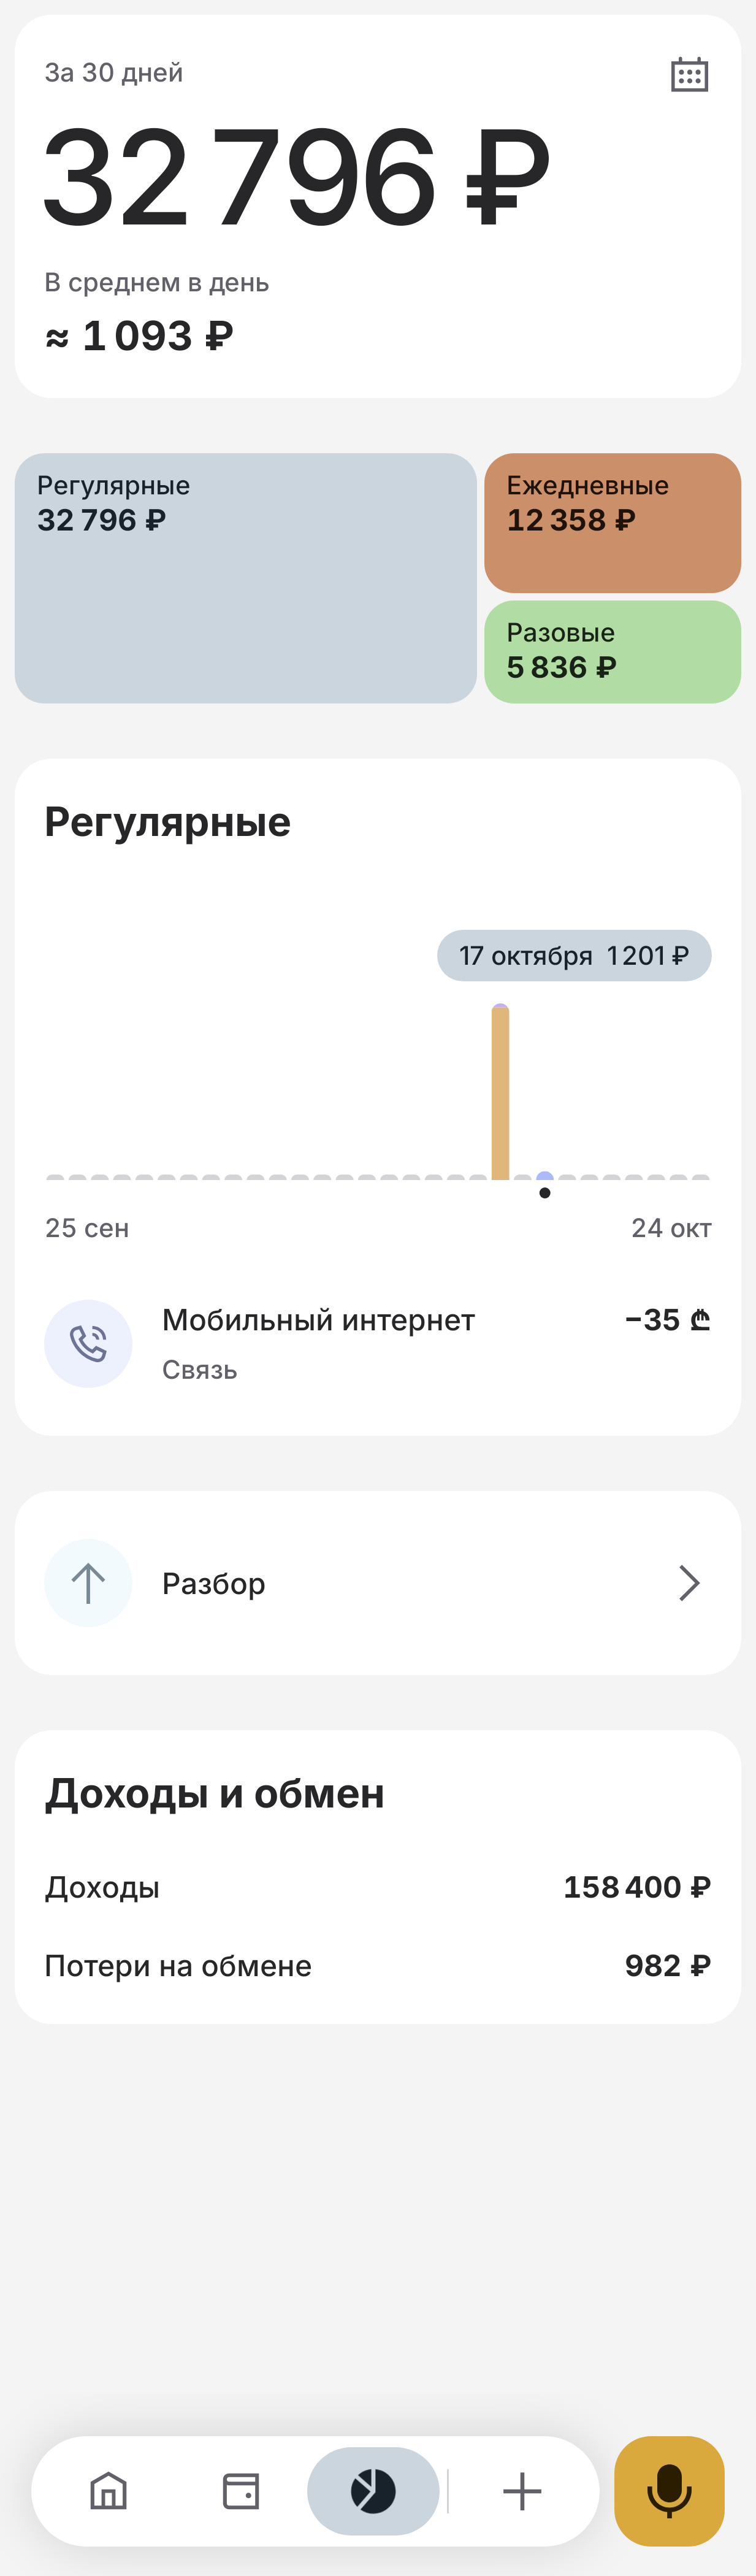 За 30 дней
32 796 ₽
В среднем в день
≈ 1 093 ₽
Регулярные
32 796 ₽
Ежедневные
12 358 ₽
Разовые
5 836 ₽
Регулярные
17 октября 1 201 ₽
25 сен
24 окт
Мобильный интернет
−35 ₾
Связь
Разбор
Доходы и обмен
Доходы
158 400 ₽
Потери на обмене
982 ₽